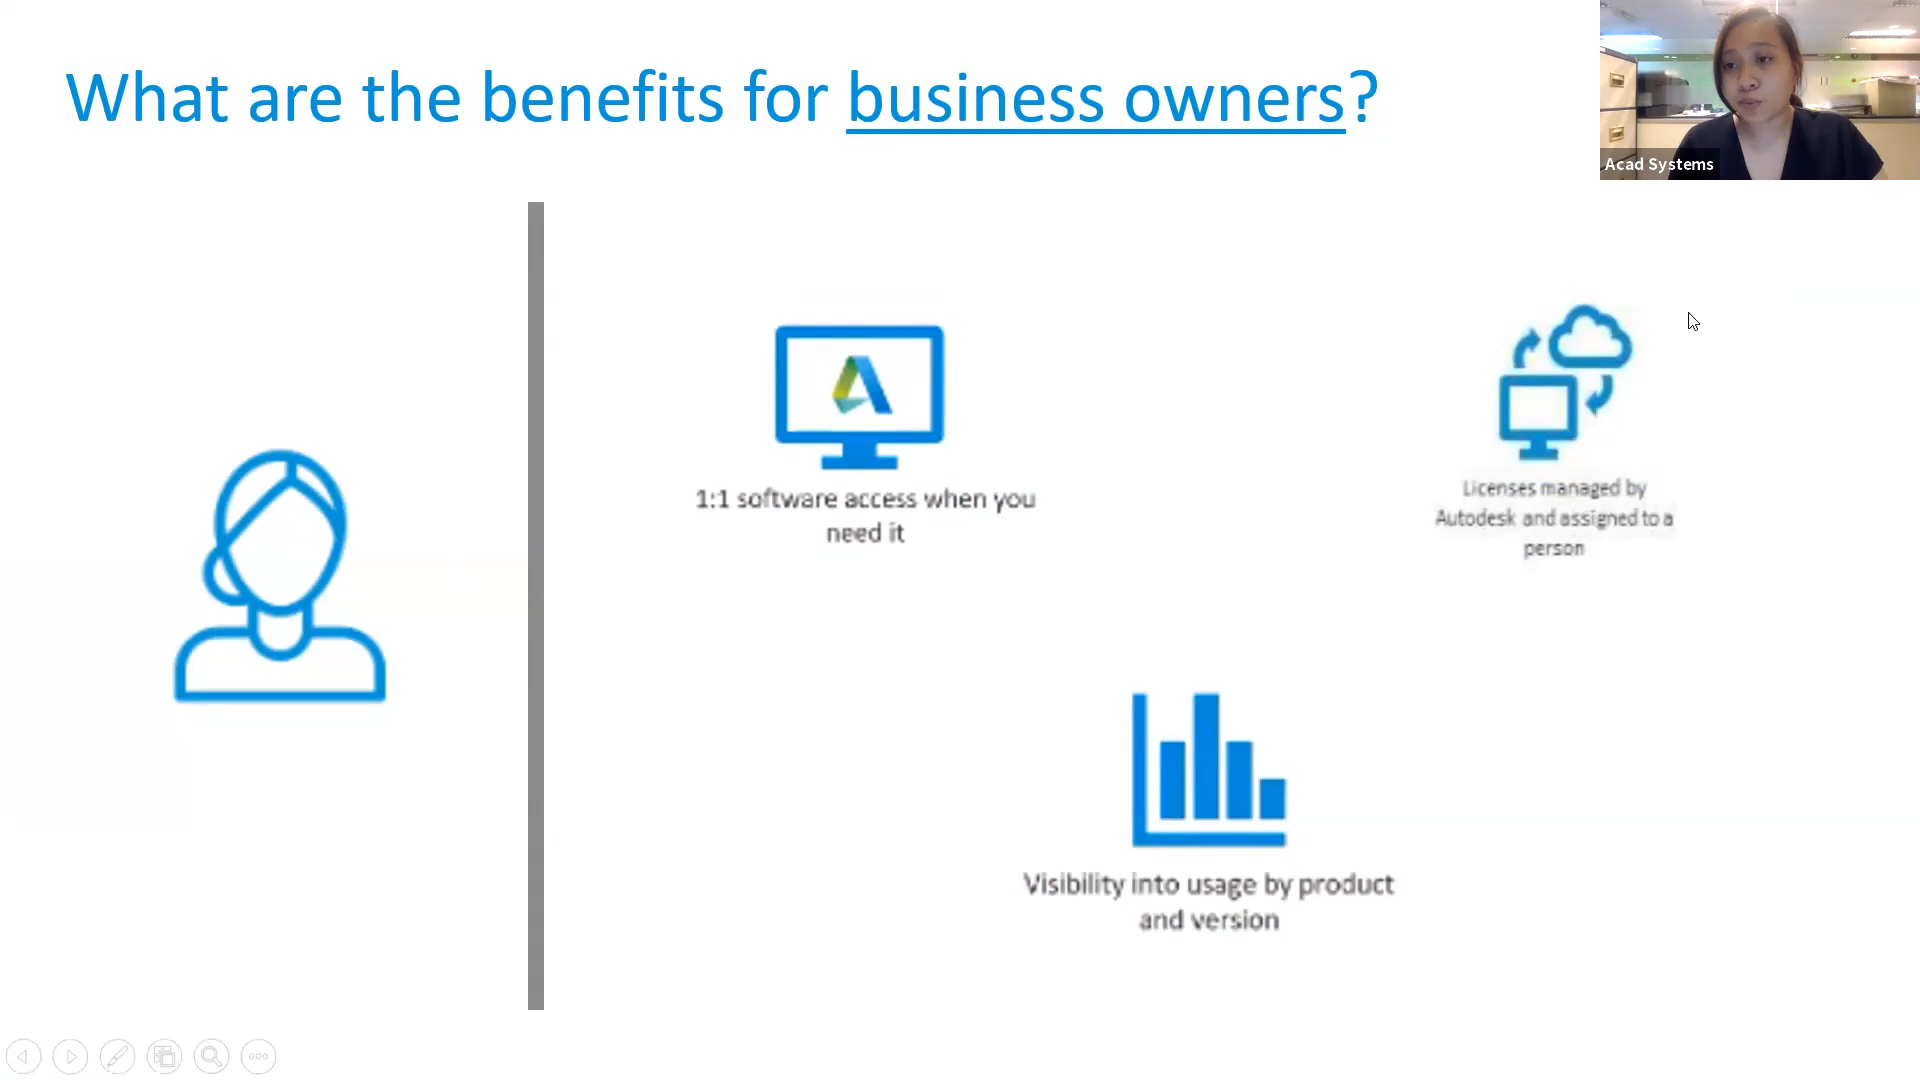 What are the benefits for business owners?
Acad Systems
1:1 software access when you
need it
Licenses managed by
Autodesk and assigned to a
person
Visibility into usage by product
and version